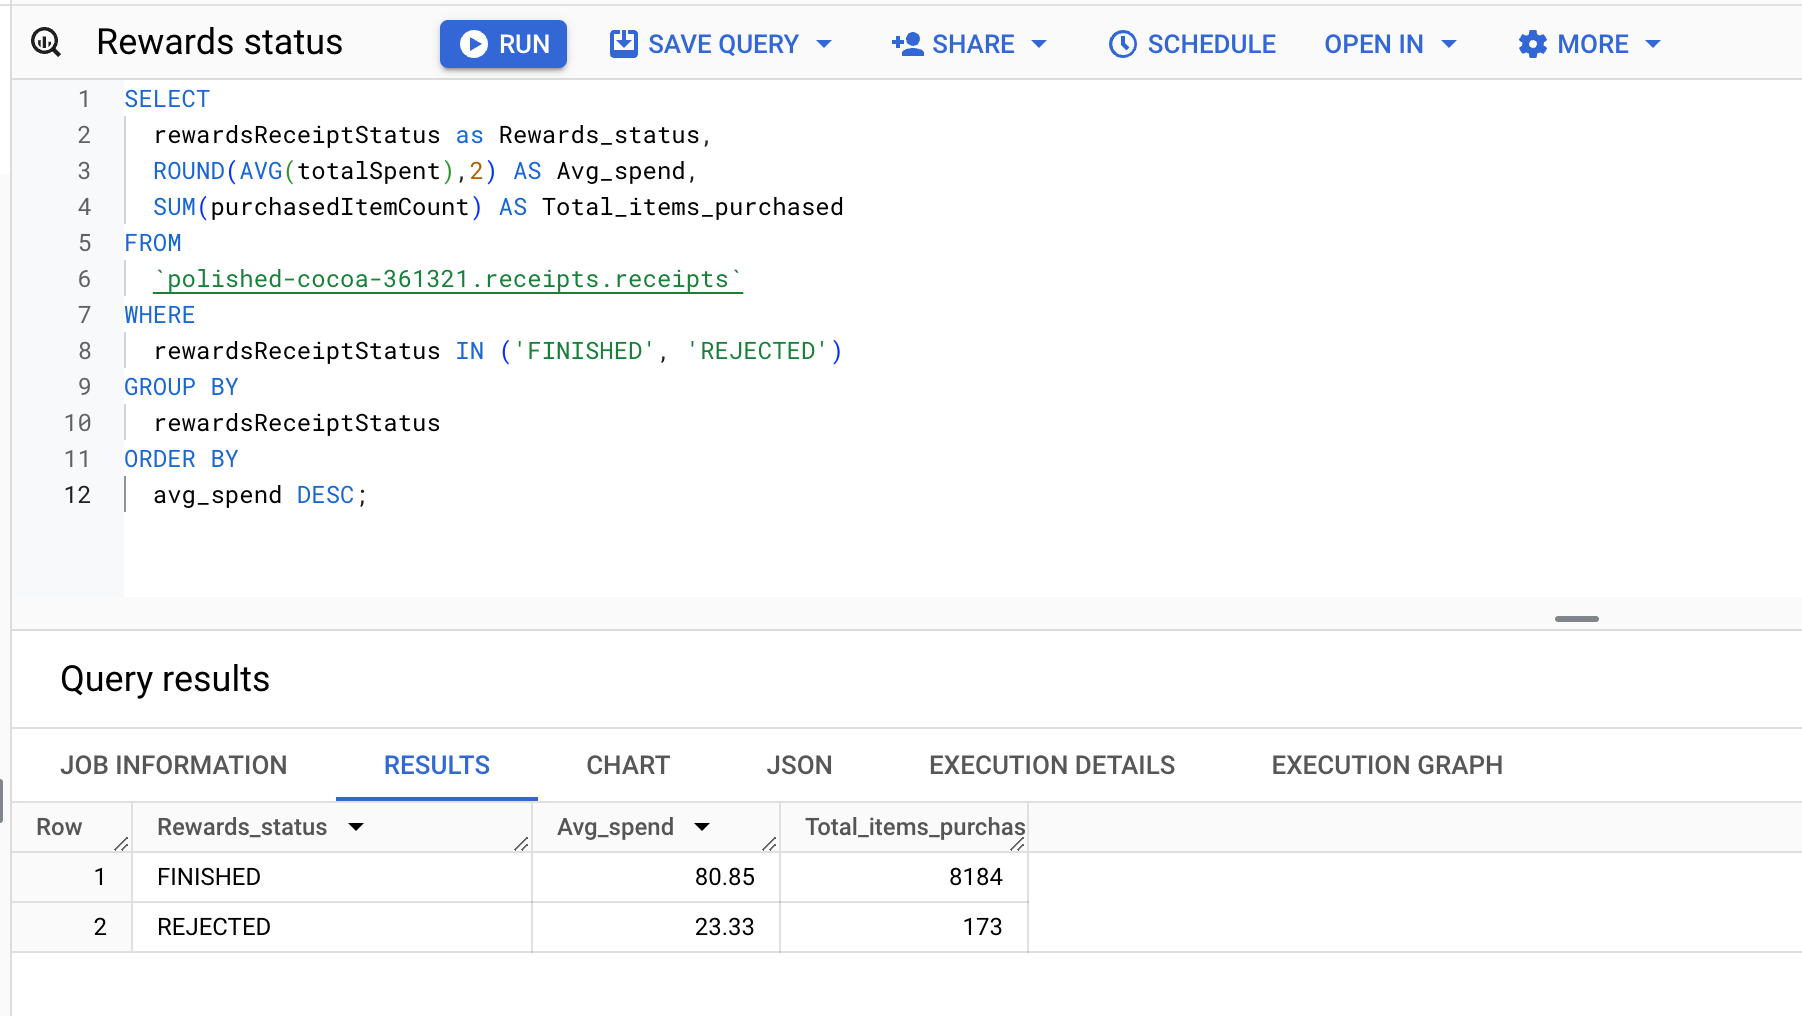 Rewards status RUN SAVE QUERY SHARE SCHEDULE OPEN IN MORE
1 SELECT
2 rewardsReceiptStatus as Rewards_status,
3 ROUND(AVG(totalSpent),2) AS Avg_spend,
4 SUM(purchasedItemCount) AS Total_items_purchased
5 FROM
6 `polished-cocoa-361321.receipts.receipts`
7 WHERE
8 rewardsReceiptStatus IN ('FINISHED', 'REJECTED')
9 GROUP BY
10 rewardsReceiptStatus
11 ORDER BY
12 avg_spend DESC;
Query results
JOB INFORMATION RESULTS CHART JSON EXECUTION DETAILS EXECUTION GRAPH
Row Rewards_status Avg_spend Total_items_purchas
1 FINISHED 80.85 8184
2 REJECTED 23.33 173